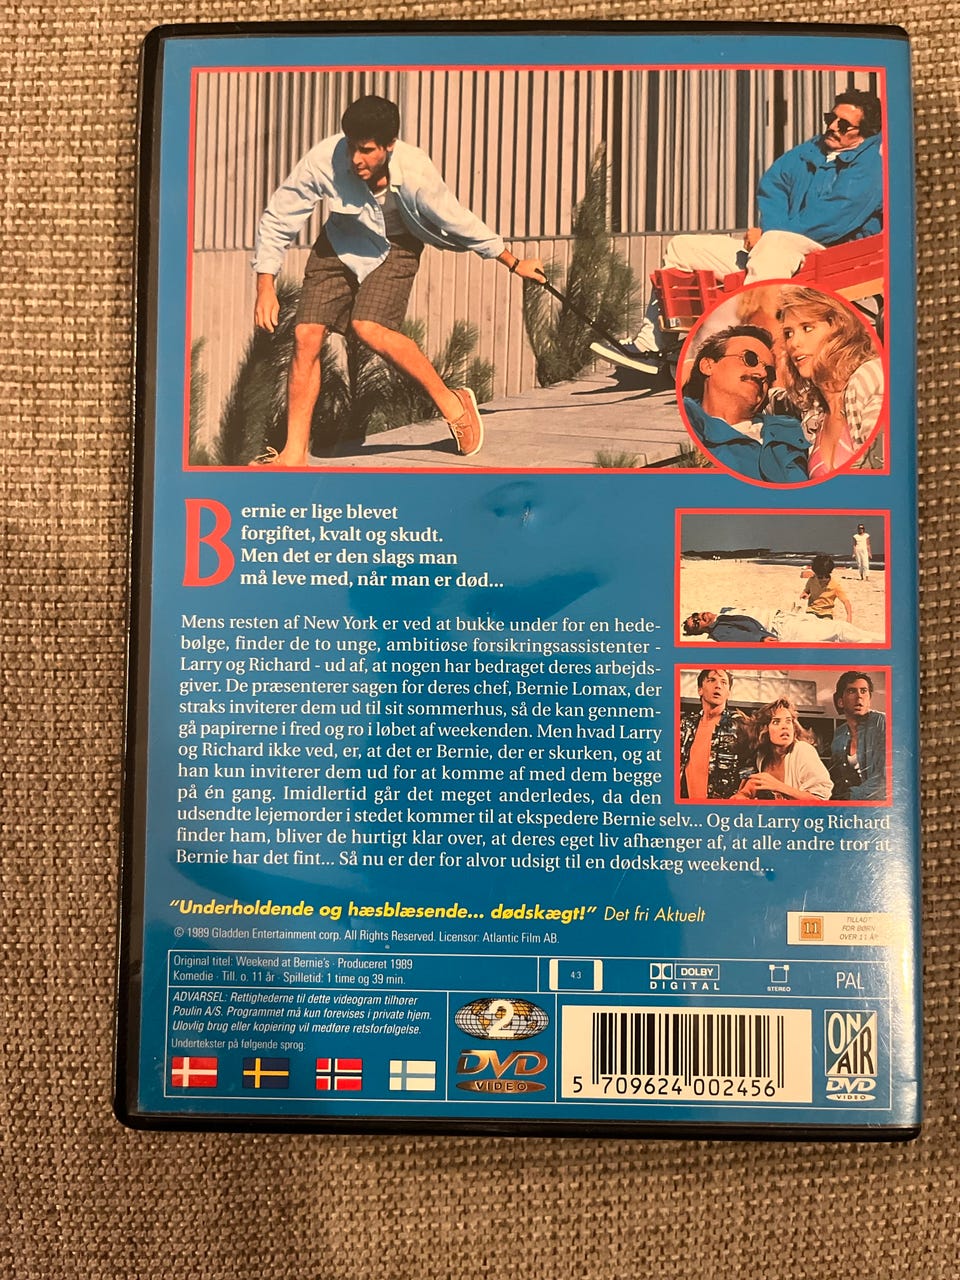 Bernie er lige blevet
forgiftet, kvalt og skudt.
Men det er den slags man
må leve med, når man er død...
Mens resten af New York er ved at bukke under for en hede-
bølge, finder de to unge, ambitiøse forsikringsassistenter -
Larry og Richard - ud af, at nogen har bedraget deres arbejds-
giver. De præsenterer sagen for deres chef, Bernie Lomax, der
straks inviterer dem ud til sit sommerhus, så de kan gennem-
gå papirerne i fred og ro i løbet af weekenden. Men hvad Larry
og Richard ikke ved, er, at det er Bernie, der er skurken, og at
han kun inviterer dem ud for at komme af med dem begge
på én gang. Imidlertid går det meget anderledes, da den
udsendte lejemorder i stedet kommer til at ekspedere Bernie selv... Og da Larry og Richard
finder ham, bliver de hurtigt klar over, at deres eget liv afhænger af, at alle andre tror at
Bernie har det fint... Så nu er der for alvor udsigt til en dødskæg weekend...
"Underholdende og hæsblæsende... dødskægt!" Det fri Aktuelt
© 1989 Gladden Entertainment corp. All Rights Reserved. Licensor: Atlantic Film AB.
11
TILLADT
FOR BØRN
OVER 11 ÅR
Original titel: Weekend at Bernie's · Produceret 1989
Komedie · Till. o. 11 år · Spilletid: 1 time og 39 min.
4:3
DOLBY
DIGITAL
STEREO
PAL
ADVARSEL: Rettighederne til dette videogram tilhører
Poulin A/S. Programmet må kun forevises i private hjem.
Ulovlig brug eller kopiering vil medføre retsforfølgelse.
Undertekster på følgende sprog:
2
DVD
VIDEO
5 709624 002456
ON
AIR
DVD
VIDEO